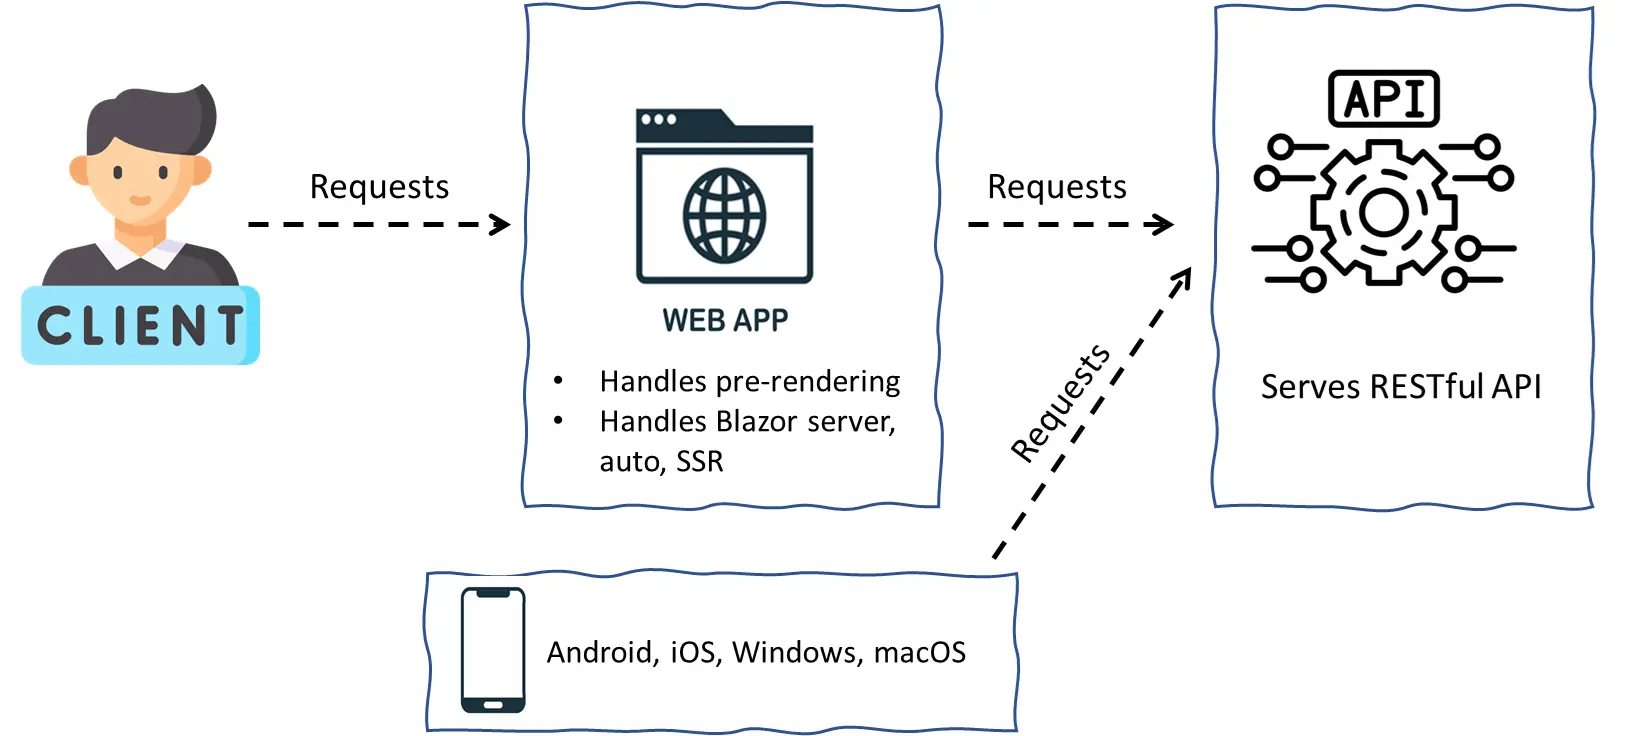 CLIENT
Requests
WEB APP
• Handles pre-rendering
• Handles Blazor server,
auto, SSR
Requests
API
Serves RESTful API
Requests
Android, iOS, Windows, macOS